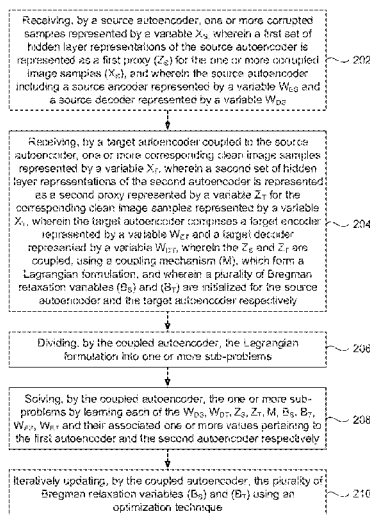 Receiving, by a source autoencoder, one or more corrupted
samples represented by a variable XS, wherein a first set of
hidden layer representations of the source autoencoder is
represented as a first proxy (ZS) for the one or more corrupted
image samples (XS), and wherein the source autoencoder
including a source encoder represented by a variable WES and
a source decoder represented by a variable WDS
202
Receiving, by a target autoencoder coupled to the source
autoencoder, one or more corresponding clean image samples
represented by a variable XT, wherein a second set of hidden
layer representations of the second autoencoder is represented
as a second proxy represented by a variable ZT for the
corresponding clean image samples represented by a variable
XT, wherein the target autoencoder comprises a target encoder
represented by a variable WET and a target decoder
represented by a variable WDT, wherein the ZS and ZT are
coupled, using a coupling mechanism (M), which form a
Lagrangian formulation, and wherein a plurality of Bregman
relaxation variables (BS) and (BT) are initialized for the source
autoencoder and the target autoencoder respectively
204
Dividing, by the coupled autoencoder, the Lagrangian
formulation into one or more sub-problems
206
Solving, by the coupled autoencoder, the one or more sub-
problems by learning each of the WDS, WDT, ZS, ZT, M, BS, BT,
WES, WET and their associated one or more values pertaining to
the first autoencoder and the second autoencoder respectively
208
Iteratively updating, by the coupled autoencoder, the plurality of
Bregman relaxation variables (BS) and (BT) using an
optimization technique
210